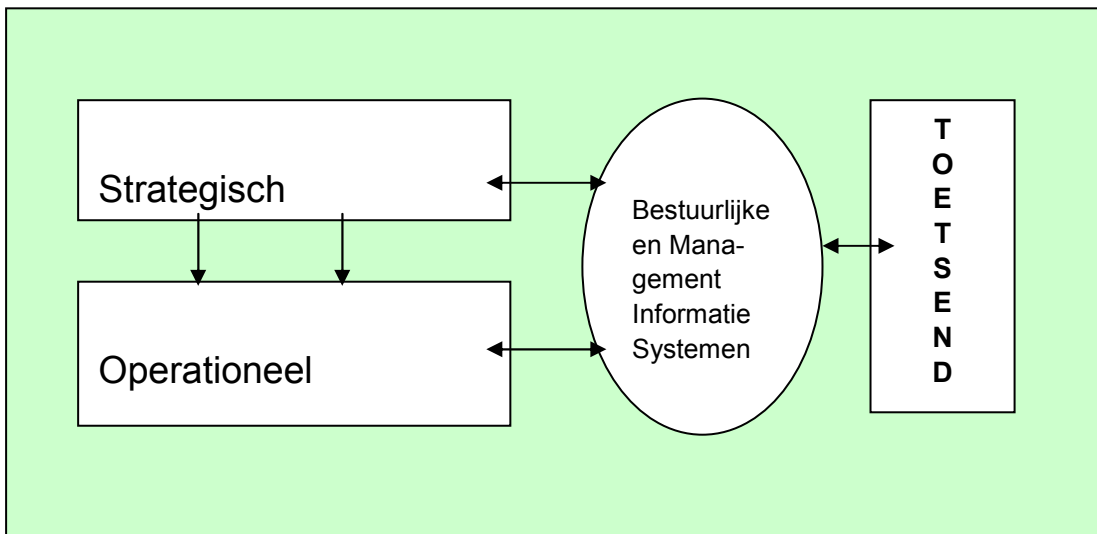 Strategisch
Operationeel
Bestuurlijke
en Mana-
gement
Informatie
Systemen
T
O
E
T
S
E
N
D